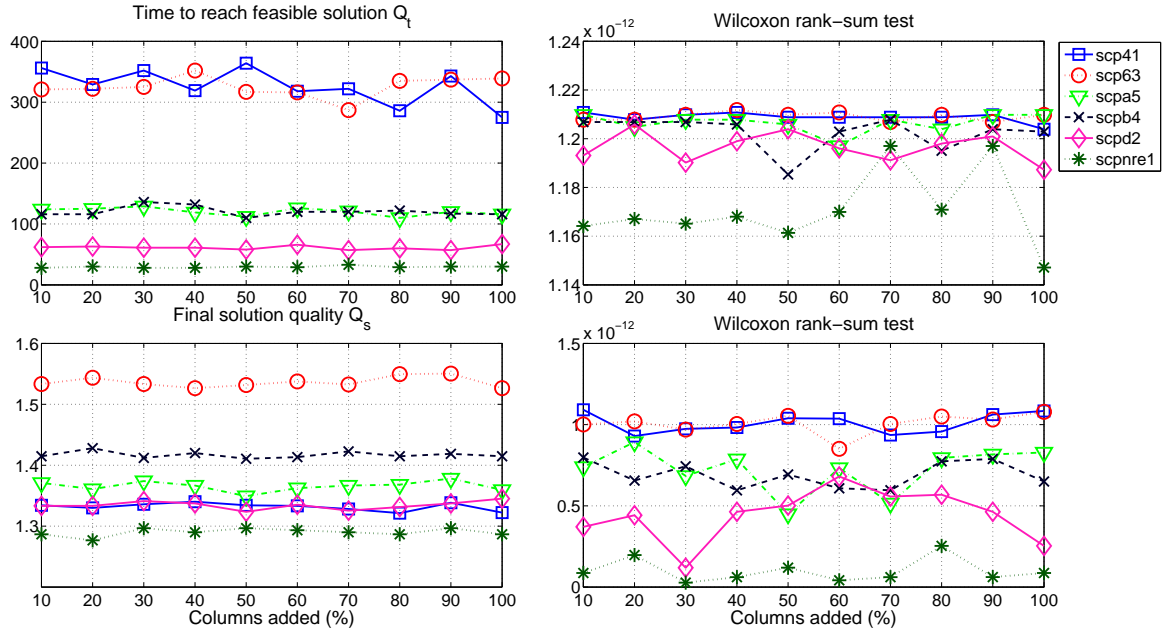 Time to reach feasible solution Q_t
400
300
200
100
0
10 20 30 40 50 60 70 80 90 100
Wilcoxon rank−sum test
x 10^−12
1.24
1.22
1.2
1.18
1.16
1.14
10 20 30 40 50 60 70 80 90 100
scp41
scp63
scpa5
scpb4
scpd2
scpnre1
Final solution quality Q_s
1.6
1.5
1.4
1.3
10 20 30 40 50 60 70 80 90 100
Columns added (%)
Wilcoxon rank−sum test
x 10^−12
1.5
1
0.5
0
10 20 30 40 50 60 70 80 90 100
Columns added (%)